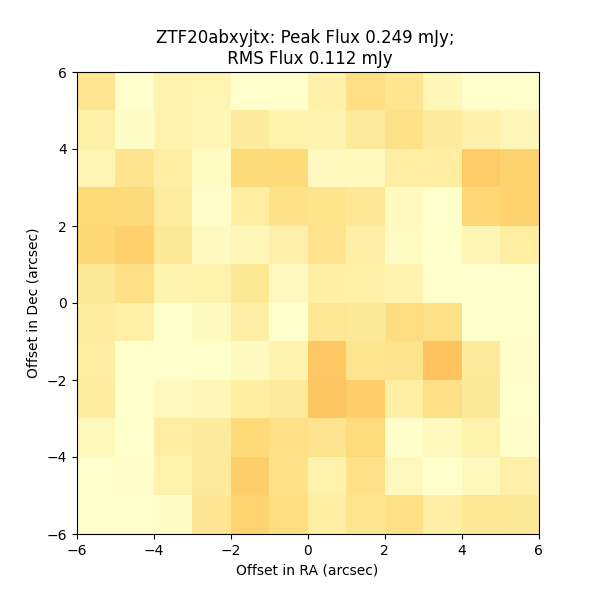 ZTF20abxyjtx: Peak Flux 0.249 mJy;
RMS Flux 0.112 mJy
6
4
2
0
−2
−4
−6
Offset in Dec (arcsec)
−6 −4 −2 0 2 4 6
Offset in RA (arcsec)